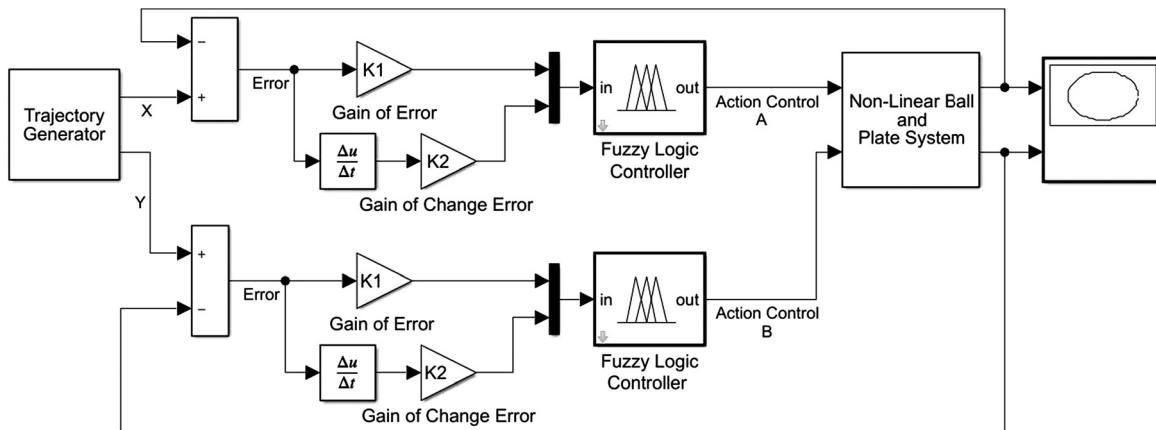 Trajectory
Generator
X
Y
−
+
Error
K1
Gain of Error
Δu
Δt
K2
Gain of Change Error
in
out
Fuzzy Logic
Controller
Action Control
A
Non-Linear Ball
and
Plate System
+
−
Error
K1
Gain of Error
Δu
Δt
K2
Gain of Change Error
in
out
Fuzzy Logic
Controller
Action Control
B